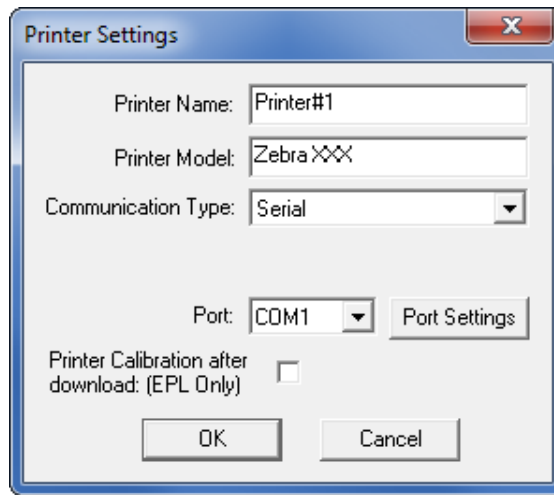 Printer Settings
Printer Name: Printer#1
Printer Model: Zebra XXX
Communication Type: Serial
Port: COM1 Port Settings
Printer Calibration after
download: (EPL Only)
OK Cancel